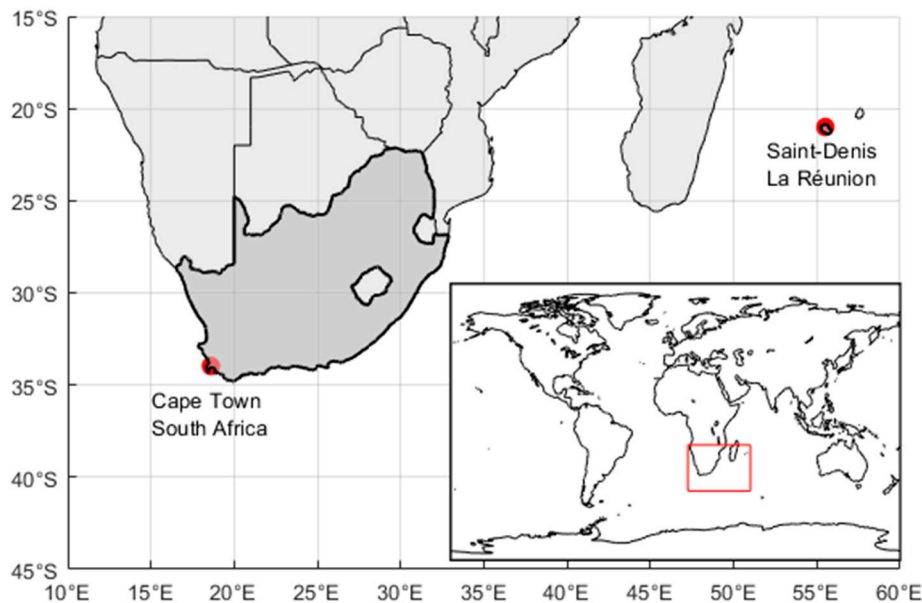 15°S
20°S
25°S
30°S
35°S
40°S
45°S
Saint-Denis
La Réunion
Cape Town
South Africa
10°E
15°E
20°E
25°E
30°E
35°E
40°E
45°E
50°E
55°E
60°E